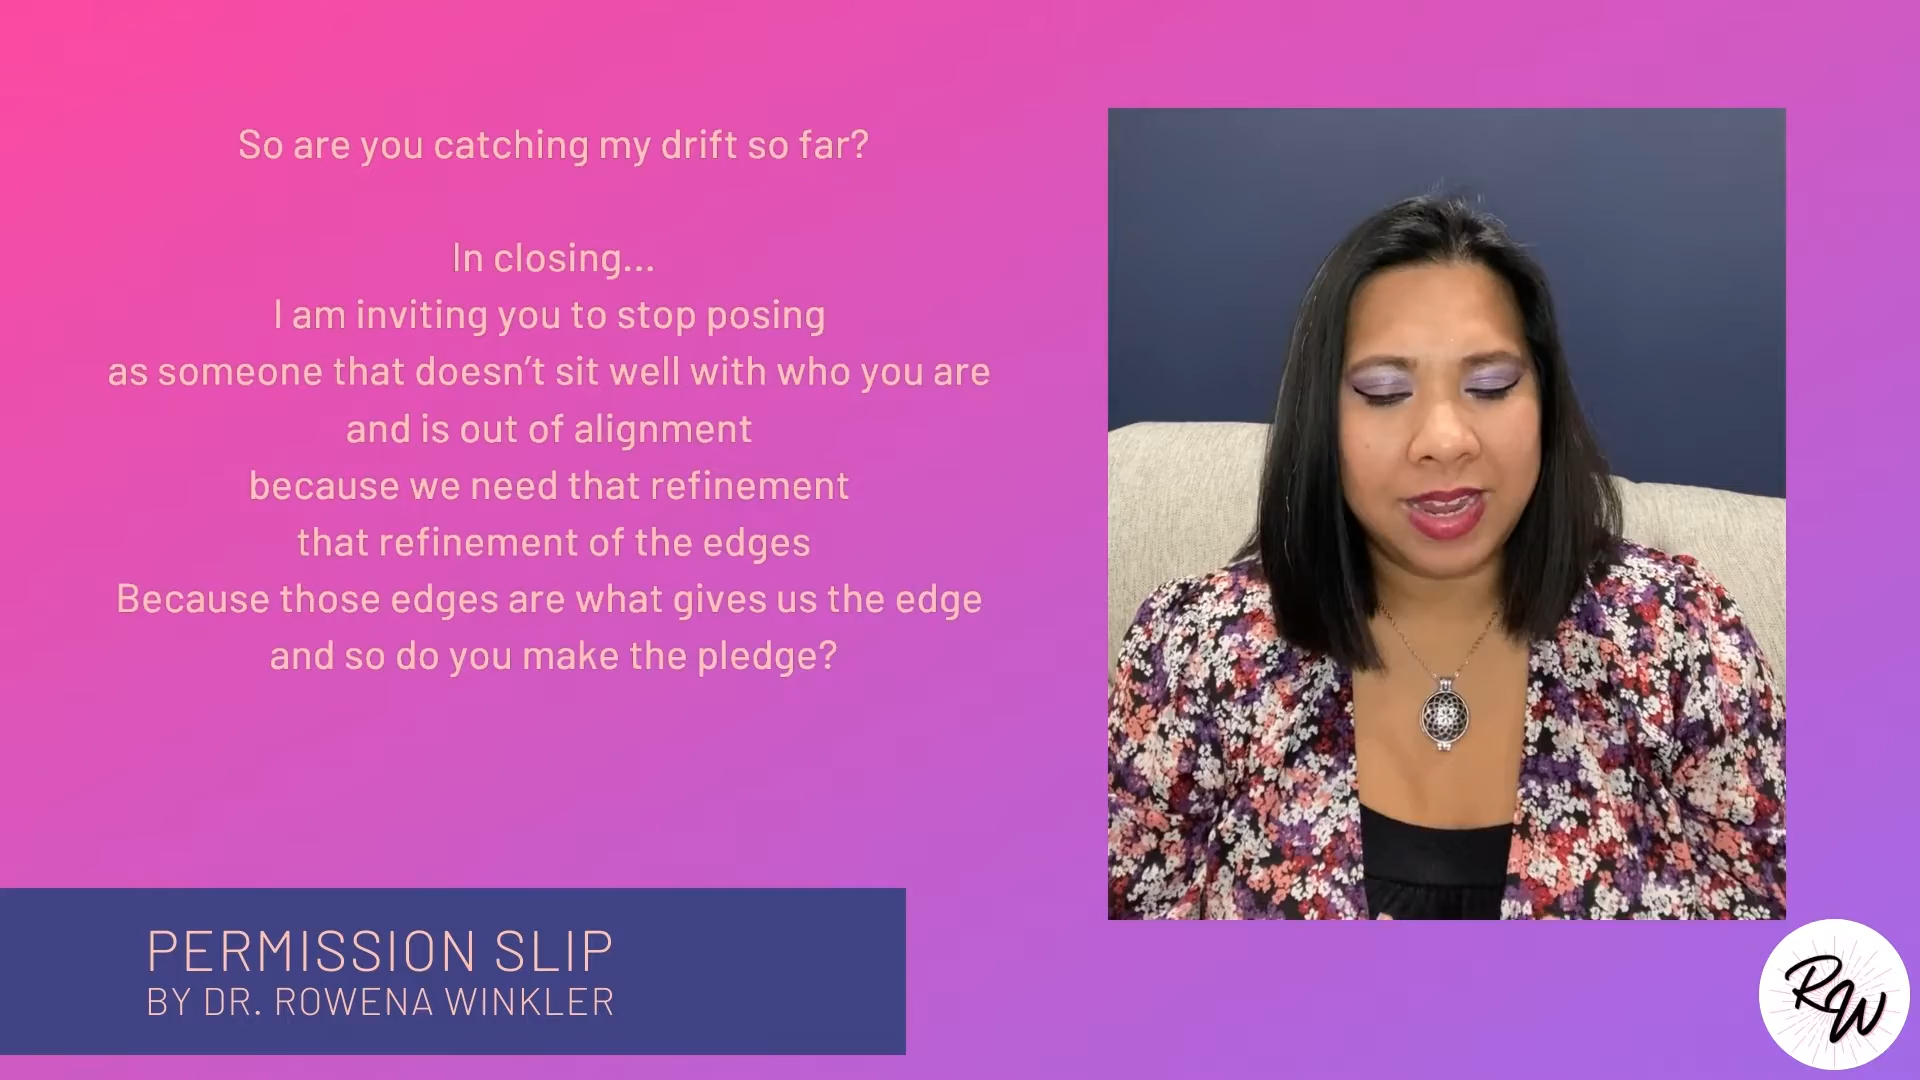 So are you catching my drift so far?
In closing...
I am inviting you to stop posing
as someone that doesn’t sit well with who you are
and is out of alignment
because we need that refinement
that refinement of the edges
Because those edges are what gives us the edge
and so do you make the pledge?
PERMISSION SLIP
BY DR. ROWENA WINKLER
RW